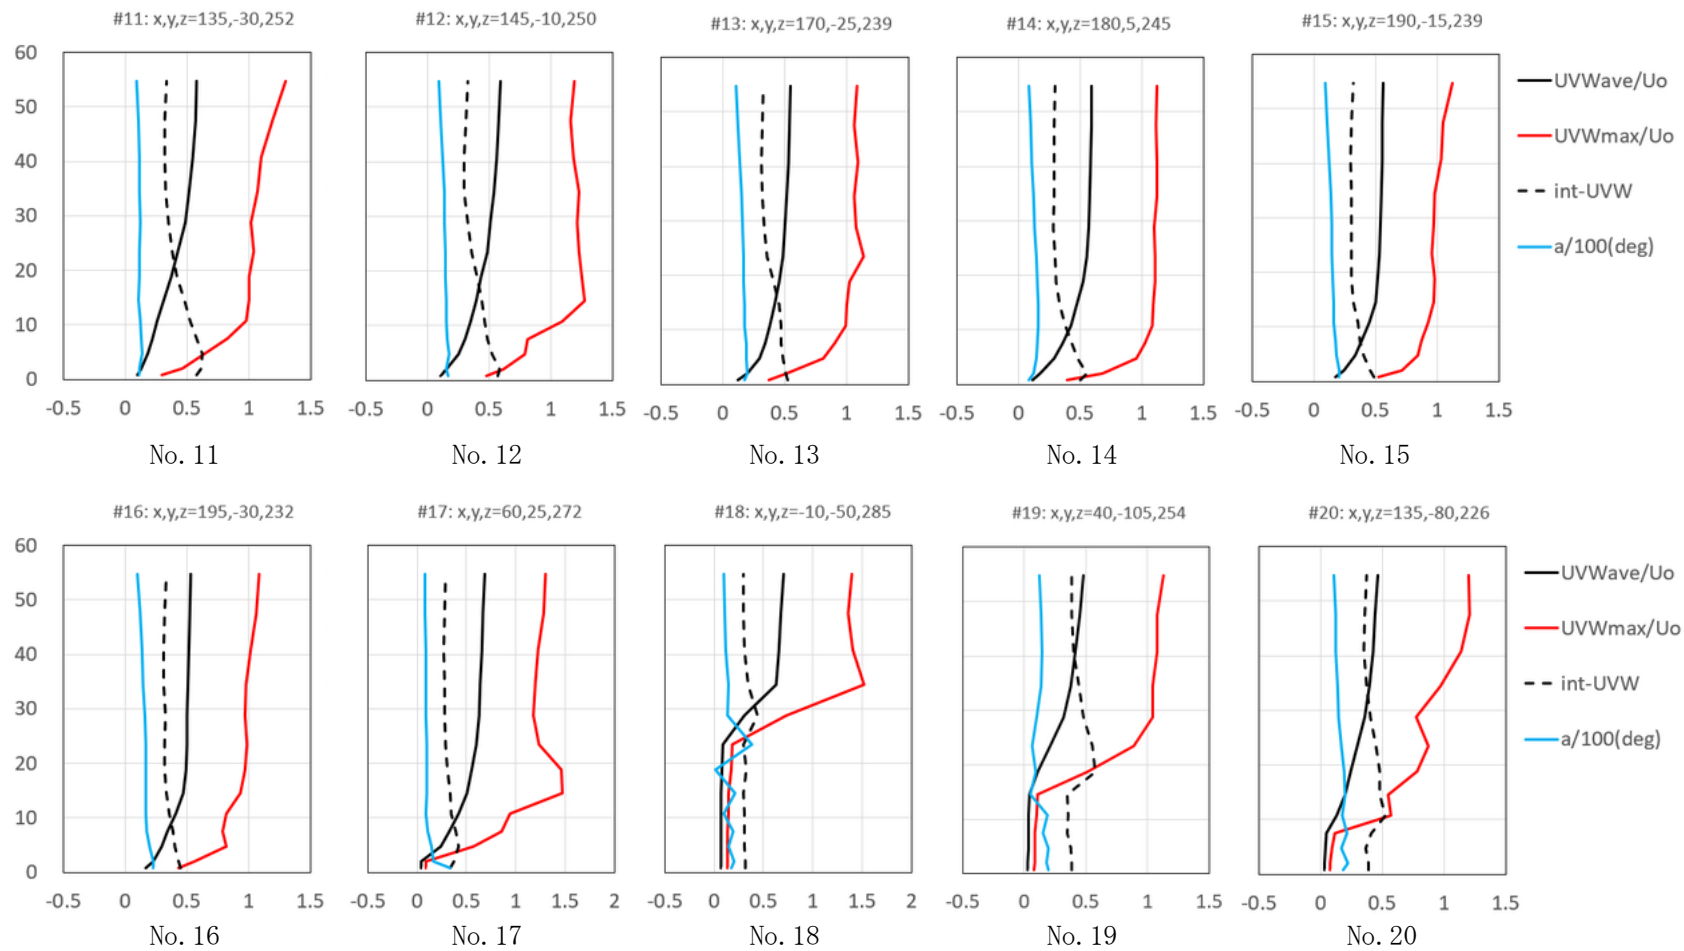 #11: x,y,z=135,-30,252
#12: x,y,z=145,-10,250
#13: x,y,z=170,-25,239
#14: x,y,z=180,5,245
#15: x,y,z=190,-15,239
60
50
40
30
20
10
0
-0.5 0 0.5 1 1.5
-0.5 0 0.5 1 1.5
-0.5 0 0.5 1 1.5
-0.5 0 0.5 1 1.5
-0.5 0 0.5 1 1.5
UVWave/Uo
UVWmax/Uo
int-UVW
a/100(deg)
No.11
No.12
No.13
No.14
No.15
#16: x,y,z=195,-30,232
#17: x,y,z=60,25,272
#18: x,y,z=-10,-50,285
#19: x,y,z=40,-105,254
#20: x,y,z=135,-80,226
60
50
40
30
20
10
0
-0.5 0 0.5 1 1.5
-0.5 0 0.5 1 1.5 2
-0.5 0 0.5 1 1.5 2
-0.5 0 0.5 1 1.5
-0.5 0 0.5 1 1.5
UVWave/Uo
UVWmax/Uo
int-UVW
a/100(deg)
No.16
No.17
No.18
No.19
No.20